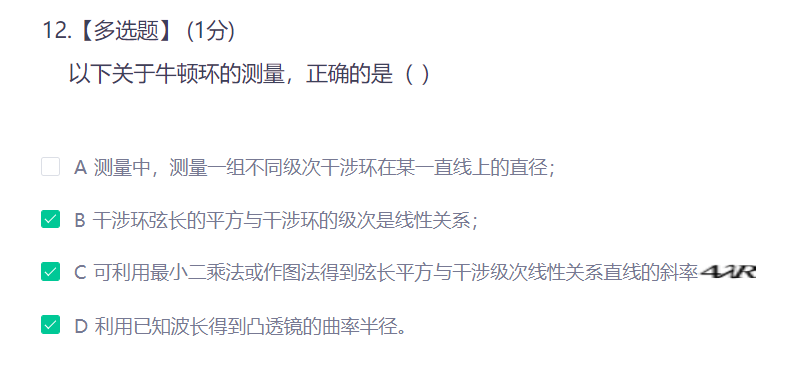 12.【多选题】 (1分)
以下关于牛顿环的测量，正确的是（ ）
A 测量中，测量一组不同级次干涉环在某一直线上的直径；
B 干涉环弦长的平方与干涉环的级次是线性关系；
C 可利用最小二乘法或作图法得到弦长平方与干涉级次线性关系直线的斜率4λR
D 利用已知波长得到凸透镜的曲率半径。